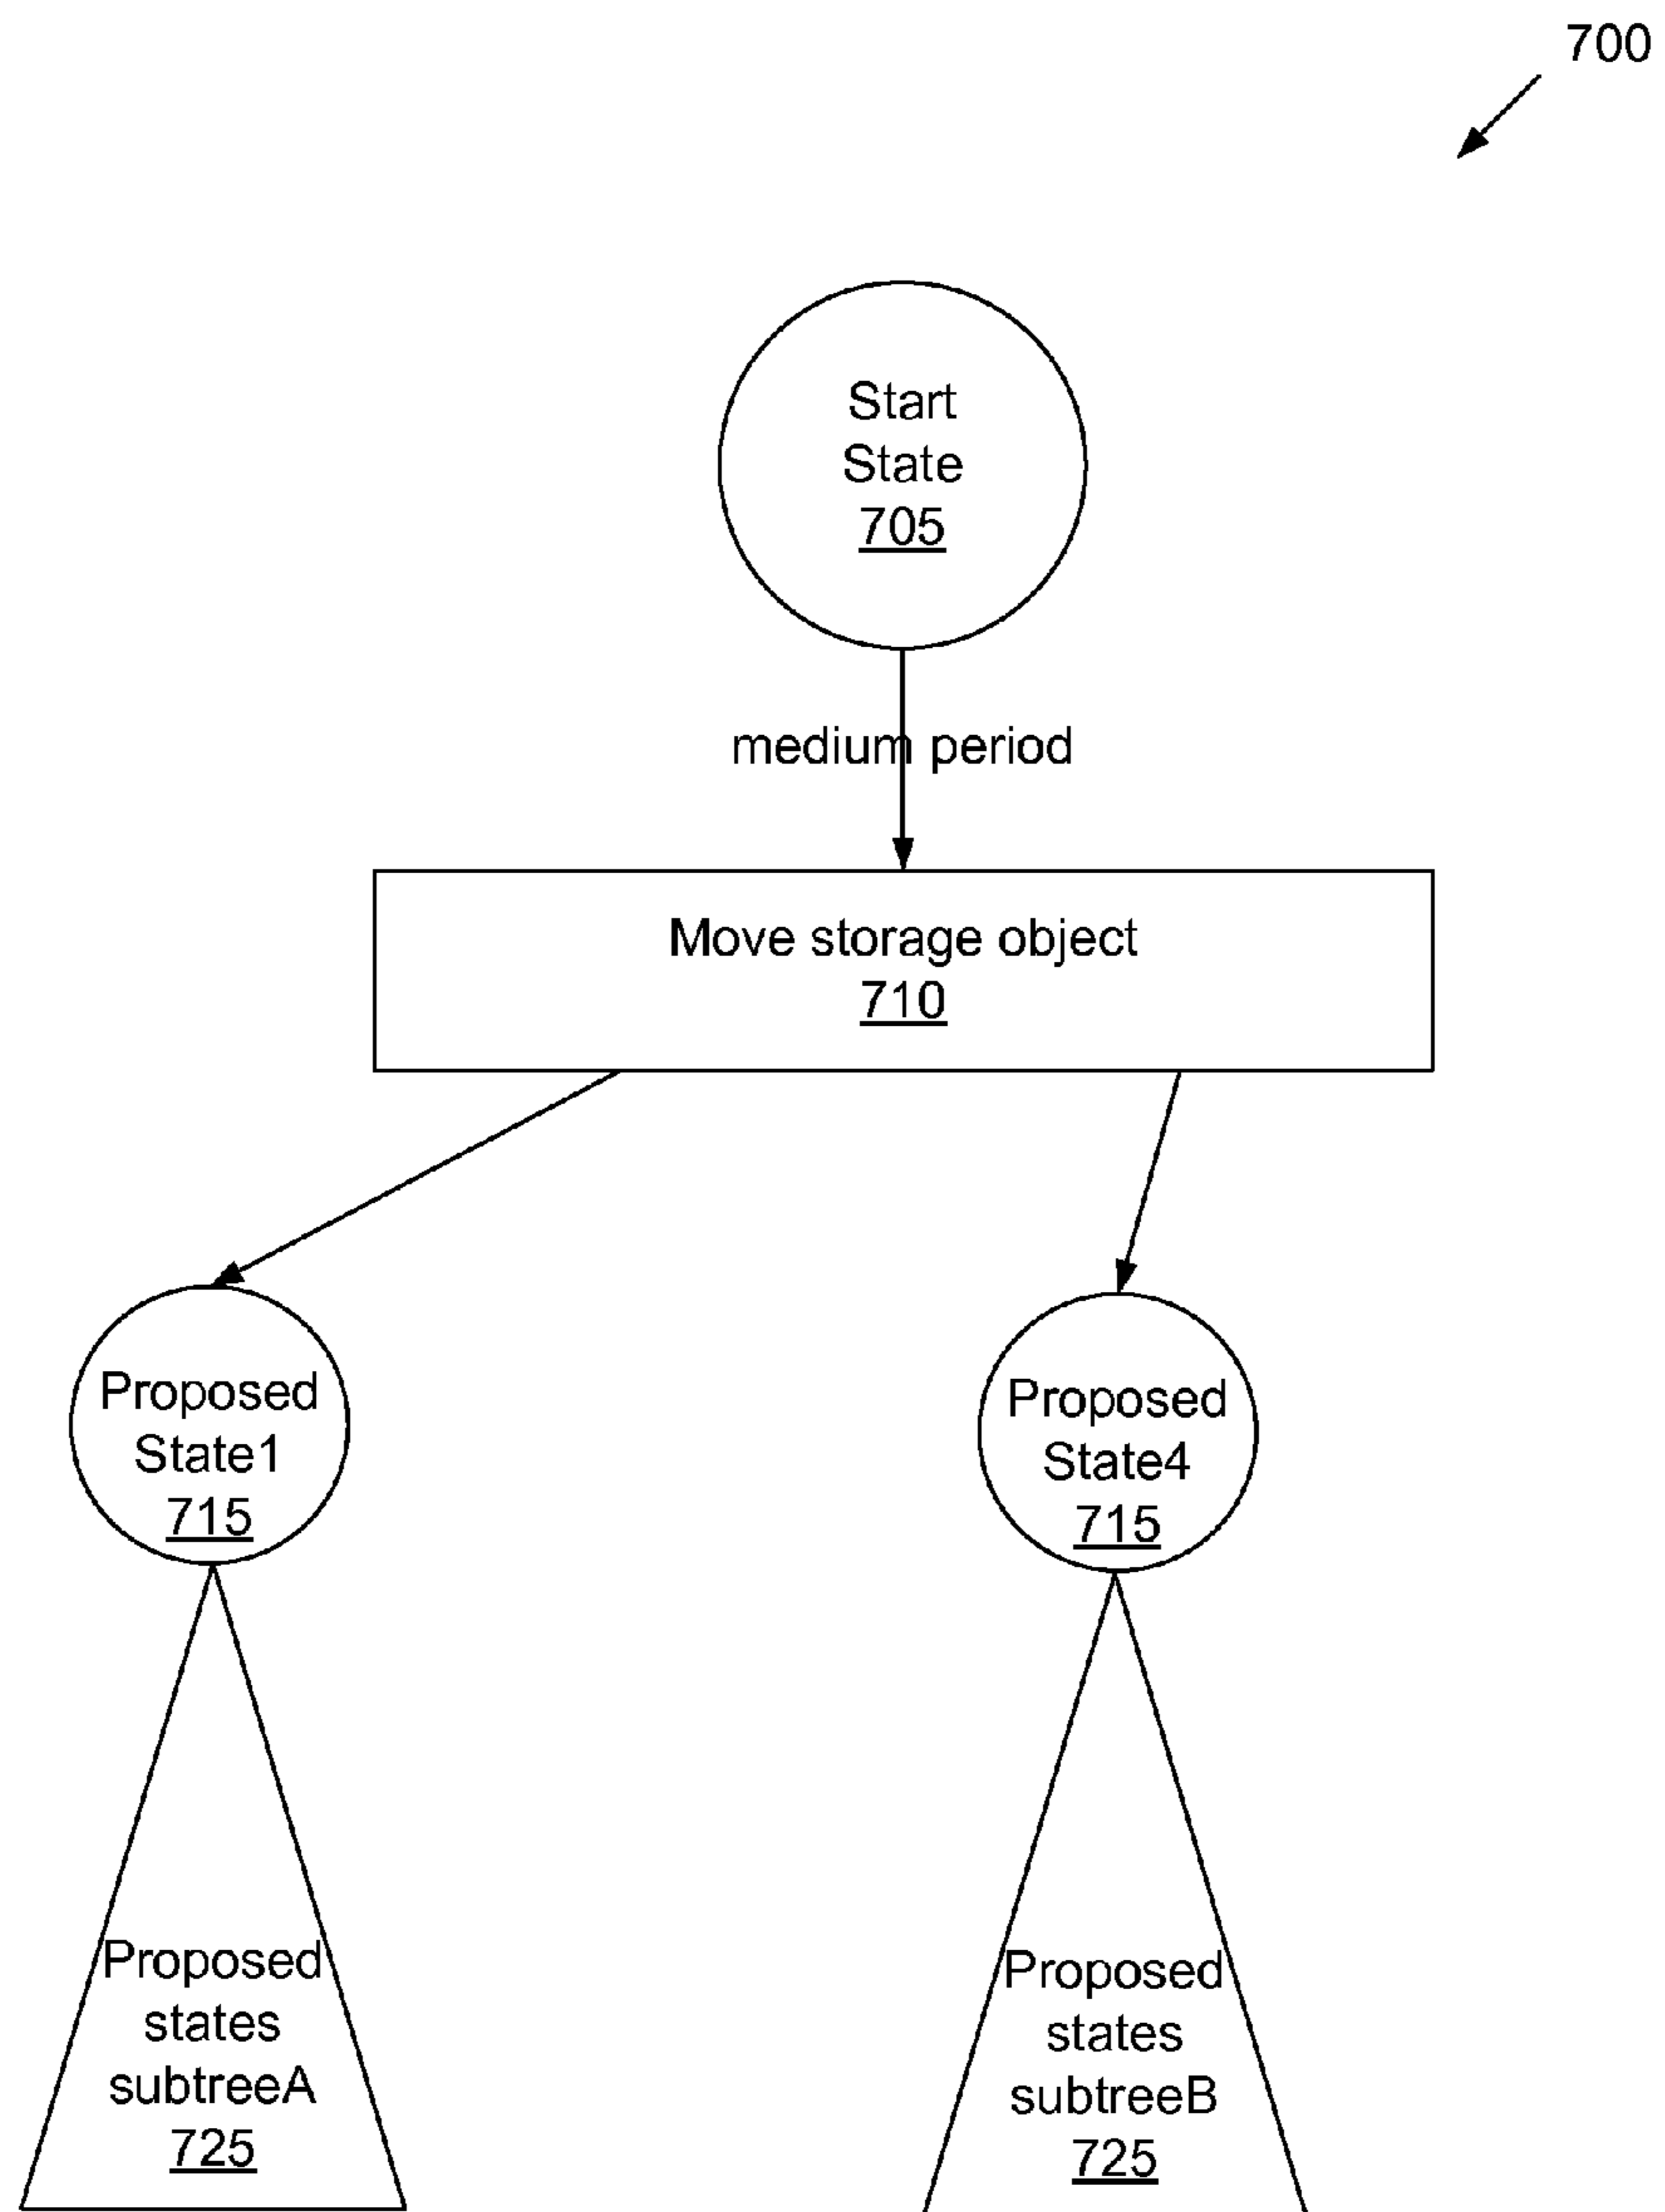 700
Start
State
705
medium period
Move storage object
710
Proposed
State1
715
Proposed
State4
715
Proposed
states
subtreeA
725
Proposed
states
subtreeB
725